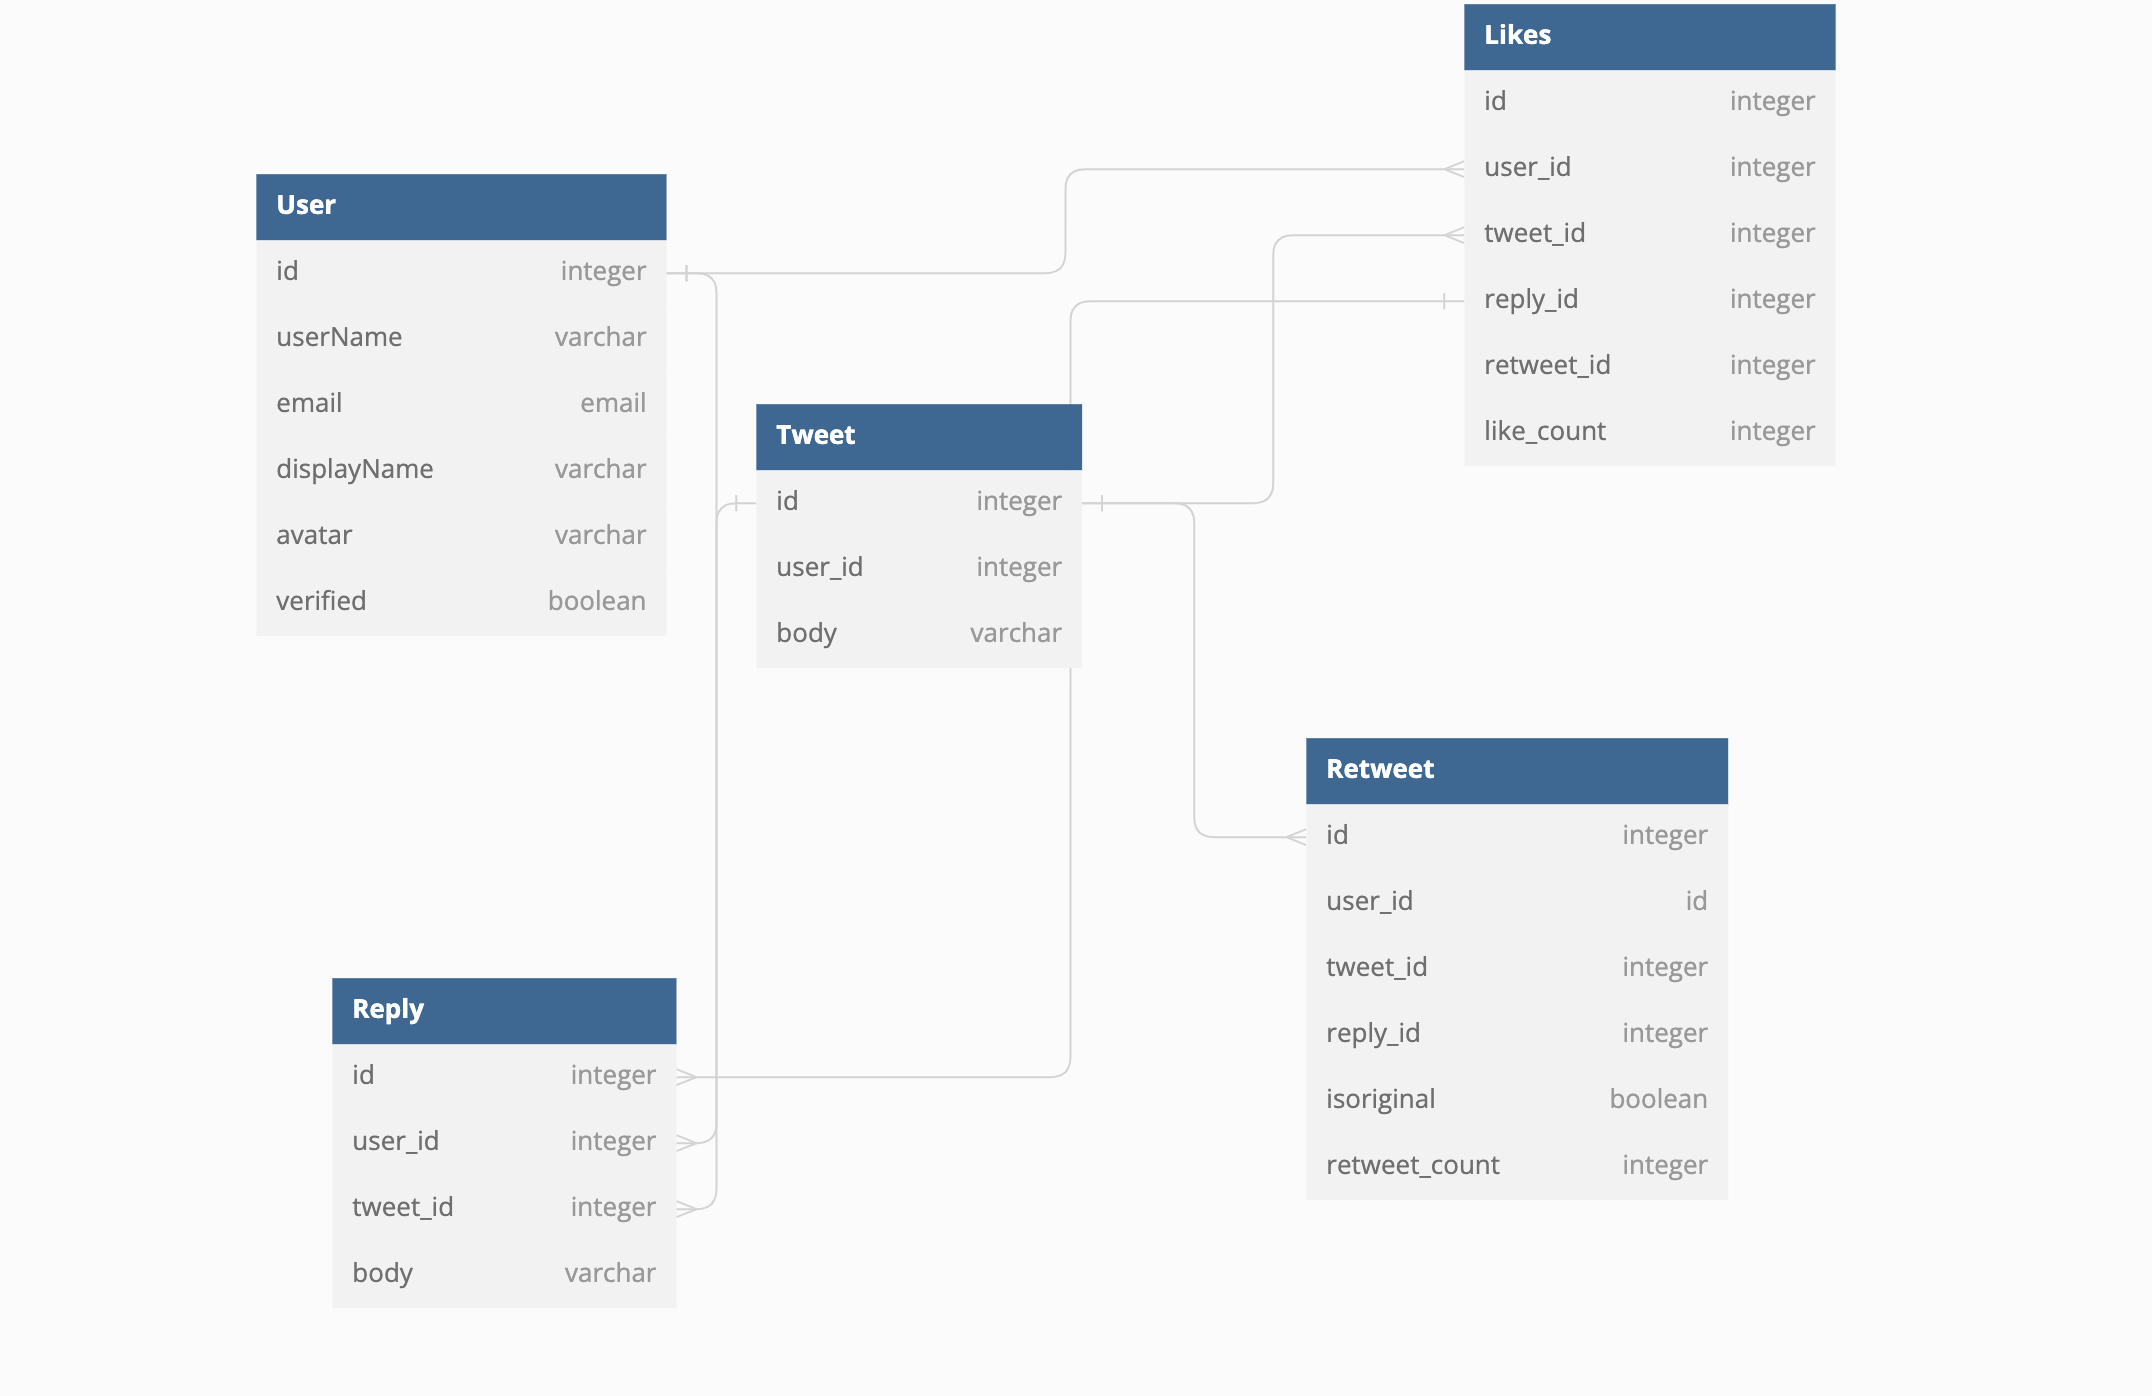 Likes
id integer
user_id integer
tweet_id integer
reply_id integer
retweet_id integer
like_count integer
User
id integer
userName varchar
email email
displayName varchar
avatar varchar
verified boolean
Tweet
id integer
user_id integer
body varchar
Retweet
id integer
user_id id
tweet_id integer
reply_id integer
isoriginal boolean
retweet_count integer
Reply
id integer
user_id integer
tweet_id integer
body varchar